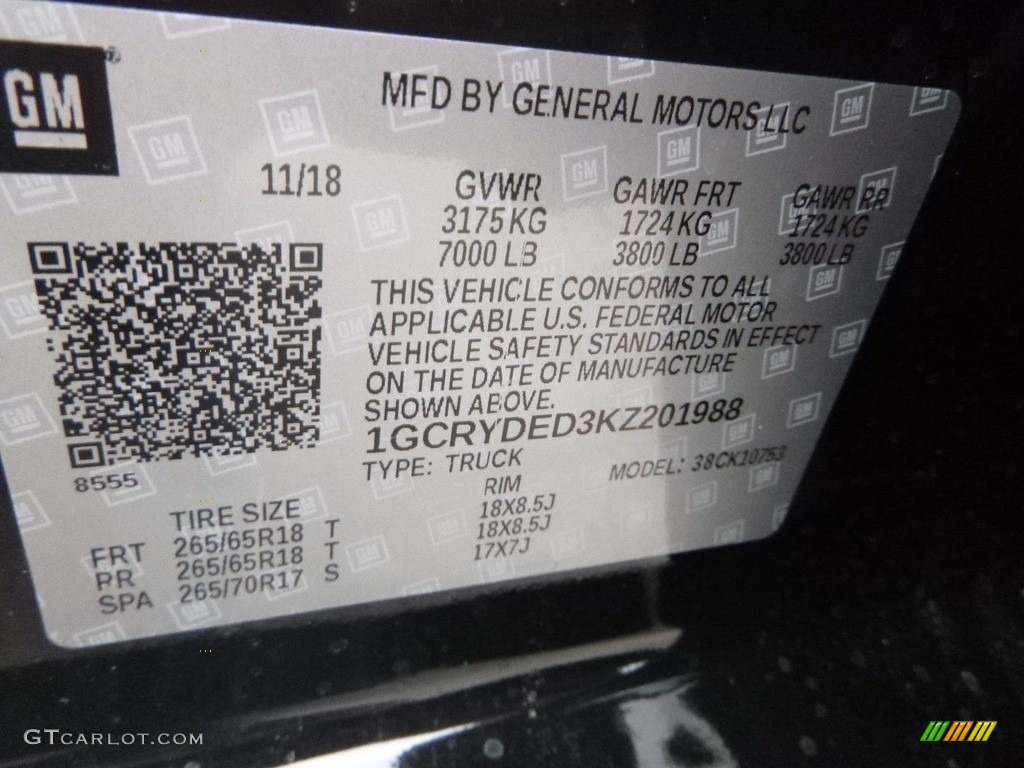 GM
MFD BY GENERAL MOTORS LLC
11/18
GVWR GAWR FRT GAWR RR
3175 KG 1724 KG 1724 KG
7000 LB 3800 LB 3800 LB
THIS VEHICLE CONFORMS TO ALL
APPLICABLE U.S. FEDERAL MOTOR
VEHICLE SAFETY STANDARDS IN EFFECT
ON THE DATE OF MANUFACTURE
SHOWN ABOVE.
1GCRYDED3KZ201988
TYPE: TRUCK MODEL: 38CK10753
8555
TIRE SIZE RIM
FRT 265/65R18 T 18X8.5J
RR 265/65R18 T 18X8.5J
SPA 265/70R17 S 17X7J
GTCARLOT.COM